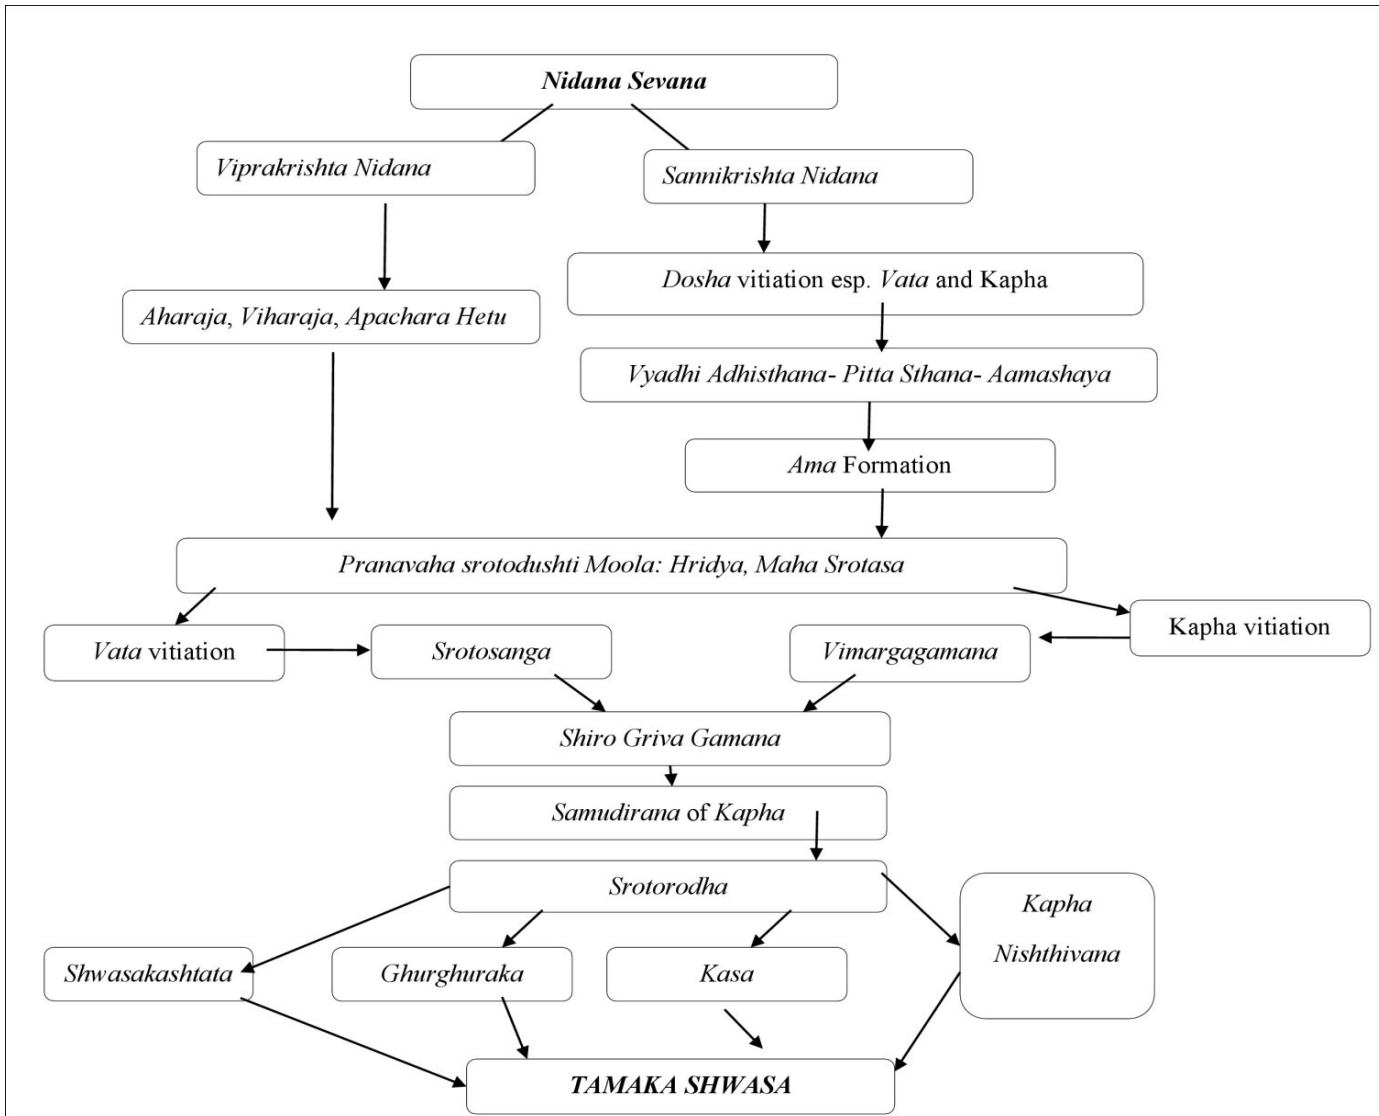 Nidana Sevana
Viprakrishta Nidana
Sannikrishta Nidana
Dosha vitiation esp. Vata and Kapha
Aharaja, Viharaja, Apachara Hetu
Vyadhi Adhisthana- Pitta Sthana- Aamashaya
Ama Formation
Pranavaha srotodushti Moola: Hridya, Maha Srotasa
Vata vitiation
Srotosanga
Vimargagamana
Kapha vitiation
Shiro Griva Gamana
Samudirana of Kapha
Srotorodha
Shwasakashtata
Ghurghuraka
Kasa
Kapha
Nishthivana
TAMAKA SHWASA